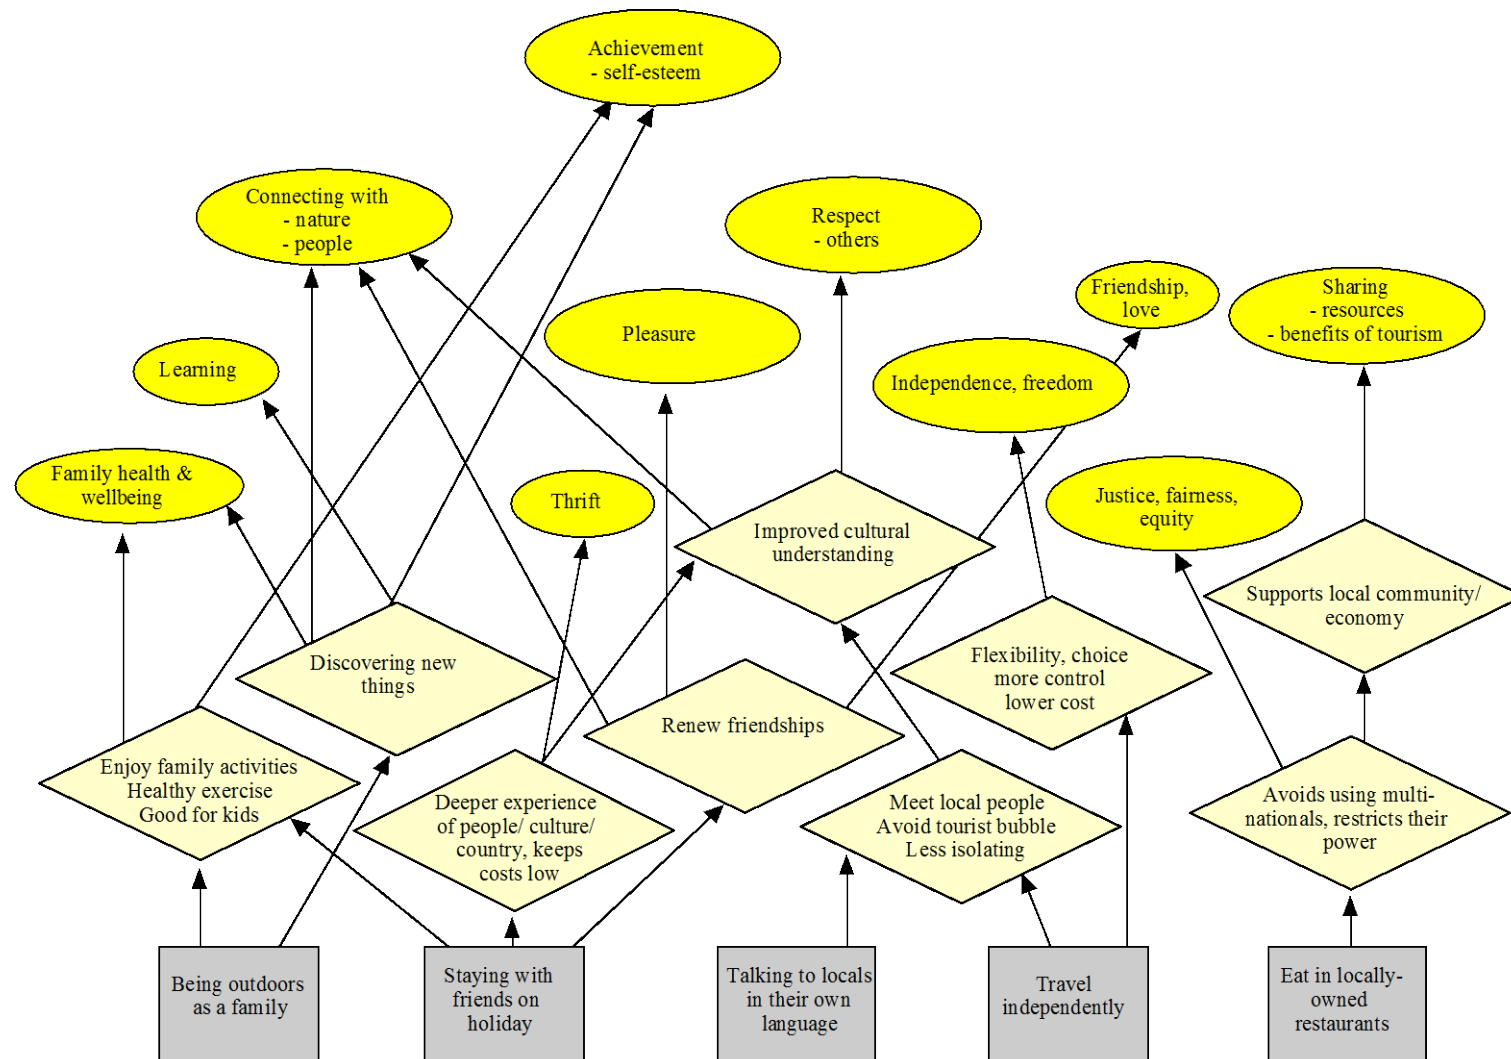 Achievement
- self-esteem
Connecting with
- nature
- people
Respect
- others
Friendship,
love
Sharing
- resources
- benefits of tourism
Pleasure
Learning
Independence, freedom
Family health &
wellbeing
Thrift
Justice, fairness,
equity
Improved cultural
understanding
Supports local community/
economy
Discovering new
things
Flexibility, choice
more control
lower cost
Renew friendships
Enjoy family activities
Healthy exercise
Good for kids
Deeper experience
of people/ culture/
country, keeps
costs low
Meet local people
Avoid tourist bubble
Less isolating
Avoids using multi-
nationals, restricts their
power
Being outdoors
as a family
Staying with
friends on
holiday
Talking to locals
in their own
language
Travel
independently
Eat in locally-
owned
restaurants